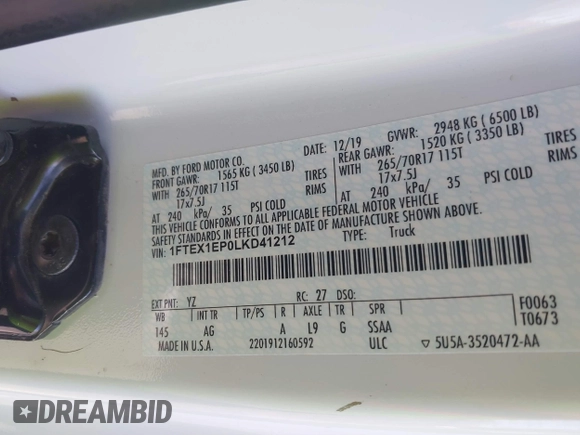 MFD. BY FORD MOTOR CO.
DATE: 12/19 GVWR: 2948 KG ( 6500 LB)
FRONT GAWR: 1565 KG ( 3450 LB) REAR GAWR: 1520 KG ( 3350 LB)
WITH 265/70R17 115T TIRES WITH 265/70R17 115T TIRES
17x7.5J RIMS 17x7.5J RIMS
AT 240 kPa/ 35 PSI COLD AT 240 kPa/ 35 PSI COLD
THIS VEHICLE CONFORMS TO ALL APPLICABLE FEDERAL MOTOR VEHICLE
SAFETY STANDARDS IN EFFECT ON THE DATE OF MANUFACTURE SHOWN ABOVE.
VIN: 1FTEX1EP0LKD41212 TYPE: Truck
EXT PNT: YZ RC: 27 DSO: F0063
WB INT TR TP/PS R AXLE TR SPR T0673
145 AG A L9 G SSAA
MADE IN U.S.A. 2201912160592 ULC ▽ 5U5A-3520472-AA
DREAMBID